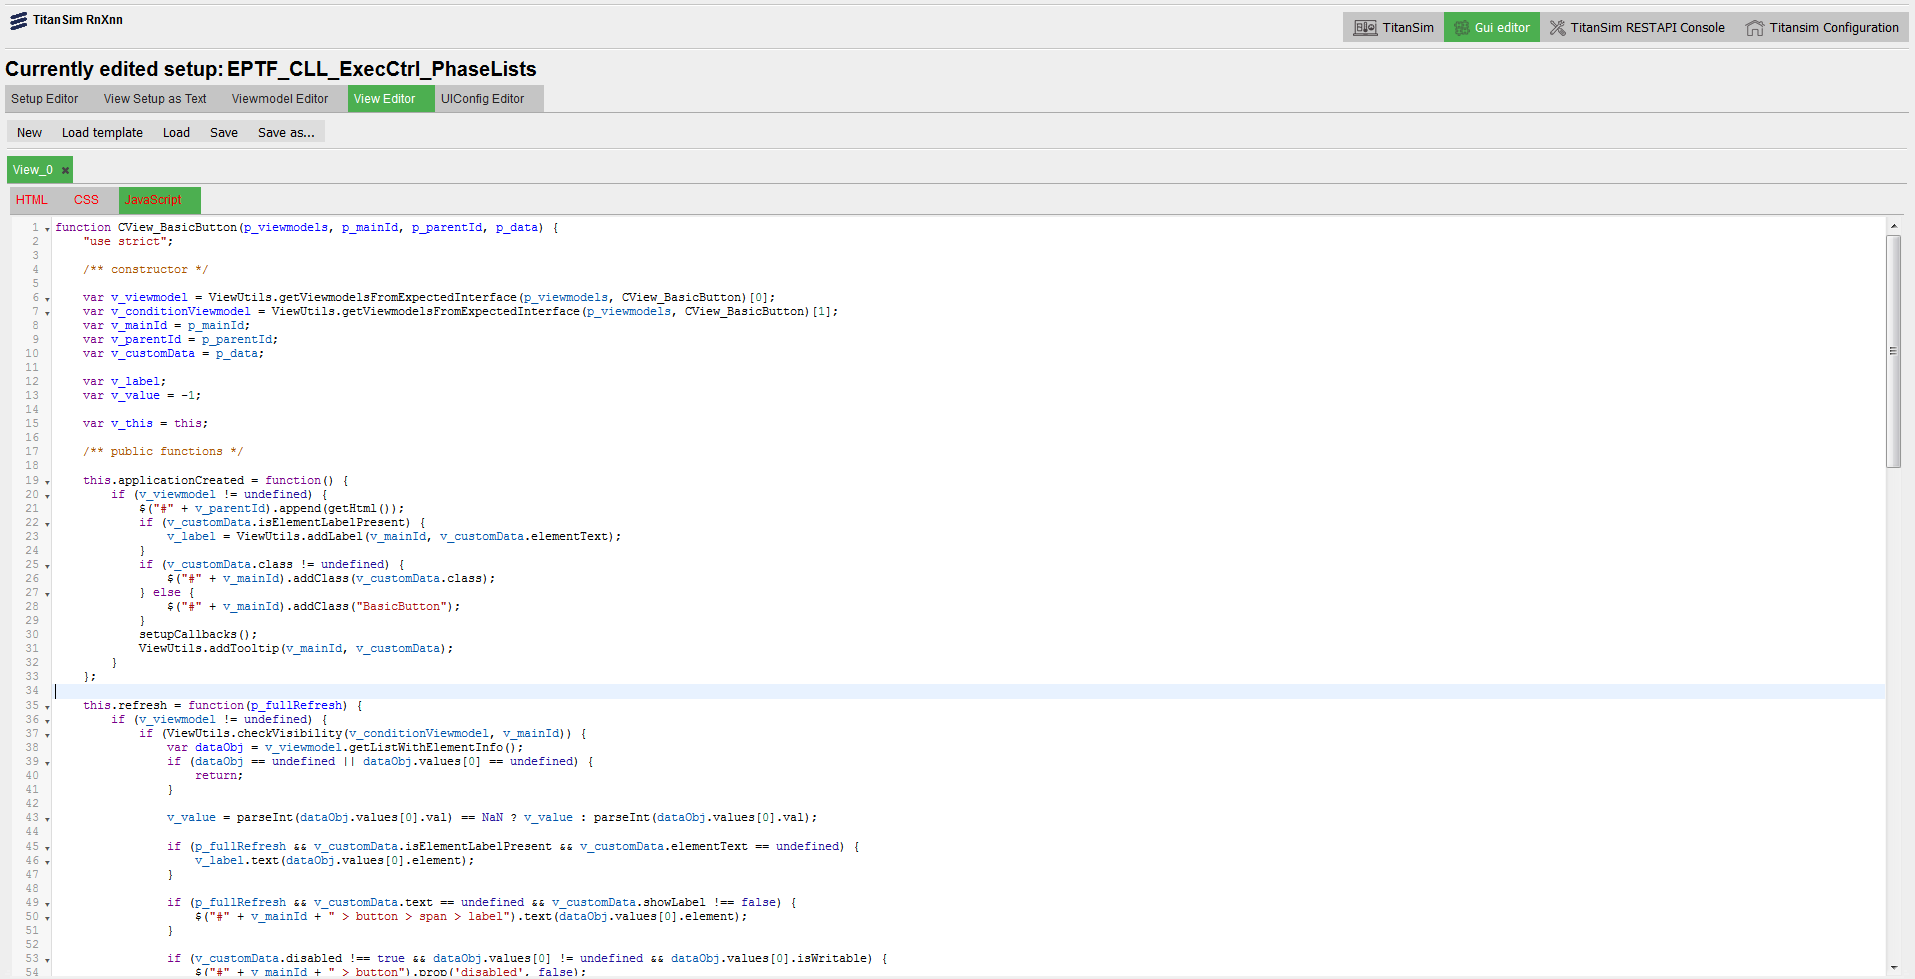 TitanSim RnXnn
TitanSim Gui editor TitanSim RESTAPI Console Titansim Configuration
Currently edited setup: EPTF_CLL_ExecCtrl_PhaseLists
Setup Editor View Setup as Text Viewmodel Editor View Editor UIConfig Editor
New Load template Load Save Save as...
View_0 ×
HTML CSS JavaScript
1 function CView_BasicButton(p_viewmodels, p_mainId, p_parentId, p_data) {
2     "use strict";
3
4     /** constructor */
5
6     var v_viewmodel = ViewUtils.getViewmodelsFromExpectedInterface(p_viewmodels, CView_BasicButton)[0];
7     var v_conditionViewmodel = ViewUtils.getViewmodelsFromExpectedInterface(p_viewmodels, CView_BasicButton)[1];
8     var v_mainId = p_mainId;
9     var v_parentId = p_parentId;
10     var v_customData = p_data;
11
12     var v_label;
13     var v_value = -1;
14
15     var v_this = this;
16
17     /** public functions */
18
19     this.applicationCreated = function() {
20         if (v_viewmodel != undefined) {
21             $("#" + v_parentId).append(getHtml());
22             if (v_customData.isElementLabelPresent) {
23                 v_label = ViewUtils.addLabel(v_mainId, v_customData.elementText);
24             }
25             if (v_customData.class != undefined) {
26                 $("#" + v_mainId).addClass(v_customData.class);
27             } else {
28                 $("#" + v_mainId).addClass("BasicButton");
29             }
30             setupCallbacks();
31             ViewUtils.addTooltip(v_mainId, v_customData);
32         }
33     };
34
35     this.refresh = function(p_fullRefresh) {
36         if (v_viewmodel != undefined) {
37             if (ViewUtils.checkVisibility(v_conditionViewmodel, v_mainId)) {
38                 var dataObj = v_viewmodel.getListWithElementInfo();
39                 if (dataObj == undefined || dataObj.values[0] == undefined) {
40                     return;
41                 }
42
43                 v_value = parseInt(dataObj.values[0].val) == NaN ? v_value : parseInt(dataObj.values[0].val);
44
45                 if (p_fullRefresh && v_customData.isElementLabelPresent && v_customData.elementText == undefined) {
46                     v_label.text(dataObj.values[0].element);
47                 }
48
49                 if (p_fullRefresh && v_customData.text == undefined && v_customData.showLabel !== false) {
50                     $("#" + v_mainId + " > button > span > label").text(dataObj.values[0].element);
51                 }
52
53                 if (v_customData.disabled !== true && dataObj.values[0] != undefined && dataObj.values[0].isWritable) {
54                     $("#" + v_mainId + " > button").prop('disabled', false);